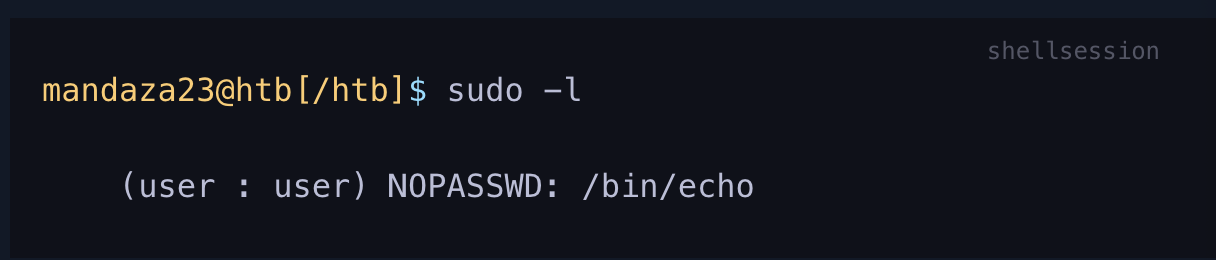 shellsession
mandaza23@htb[/htb]$ sudo -l
(user : user) NOPASSWD: /bin/echo